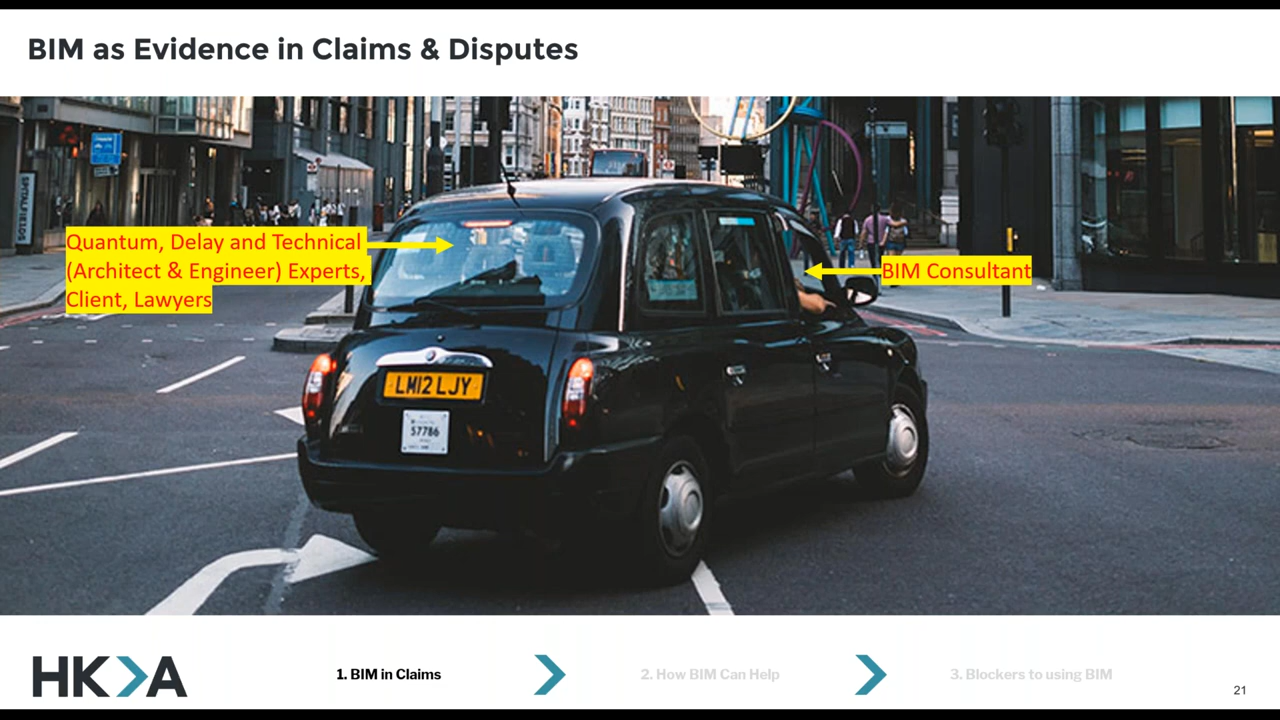 BIM as Evidence in Claims & Disputes
Quantum, Delay and Technical
(Architect & Engineer) Experts,
Client, Lawyers
BIM Consultant
LM12 LJY
57786
HKA
1. BIM in Claims
2. How BIM Can Help
3. Blockers to using BIM
21